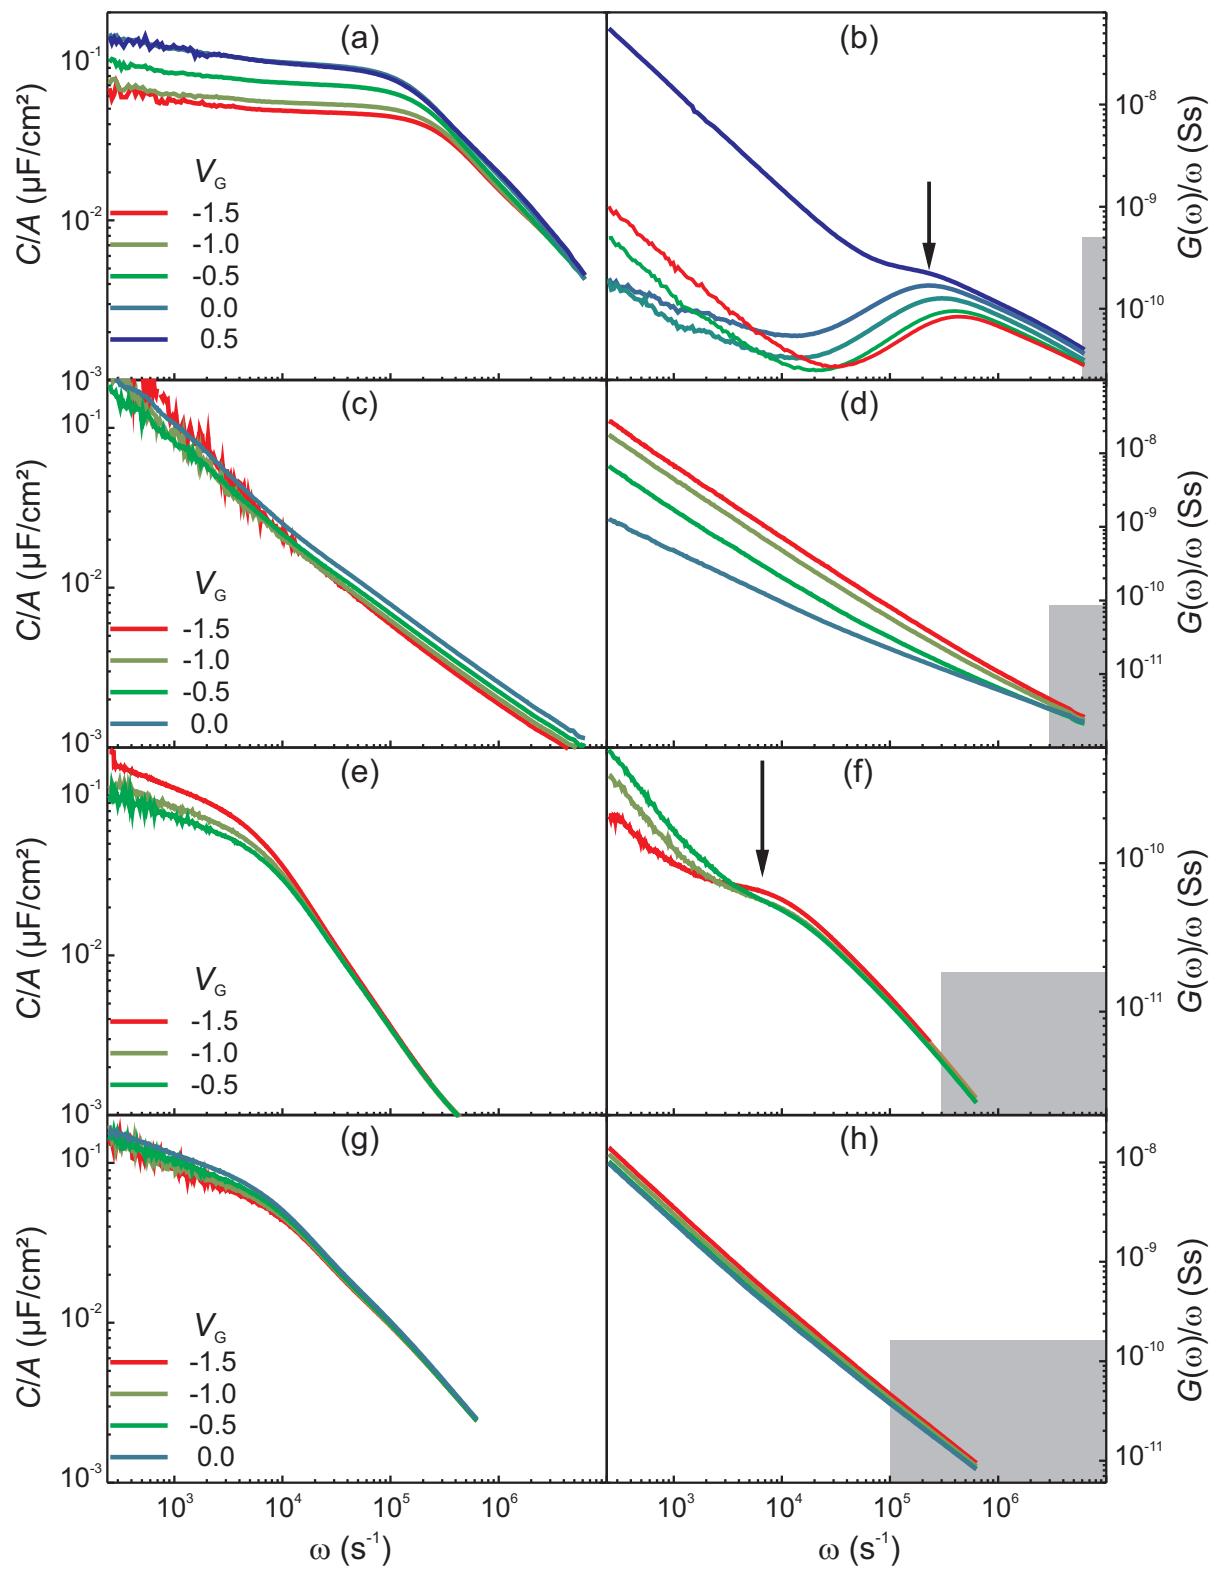 (a)
C/A (µF/cm²)
10⁻¹
10⁻²
10⁻³
V_G
-1.5
-1.0
-0.5
0.0
0.5
(b)
G(ω)/ω (Ss)
10⁻⁸
10⁻⁹
10⁻¹⁰
(c)
C/A (µF/cm²)
10⁻¹
10⁻²
10⁻³
V_G
-1.5
-1.0
-0.5
0.0
(d)
G(ω)/ω (Ss)
10⁻⁸
10⁻⁹
10⁻¹⁰
10⁻¹¹
(e)
C/A (µF/cm²)
10⁻¹
10⁻²
10⁻³
V_G
-1.5
-1.0
-0.5
(f)
G(ω)/ω (Ss)
10⁻¹⁰
10⁻¹¹
(g)
C/A (µF/cm²)
10⁻¹
10⁻²
10⁻³
V_G
-1.5
-1.0
-0.5
0.0
10³ 10⁴ 10⁵ 10⁶
ω (s⁻¹)
(h)
G(ω)/ω (Ss)
10⁻⁸
10⁻⁹
10⁻¹⁰
10⁻¹¹
10³ 10⁴ 10⁵ 10⁶
ω (s⁻¹)